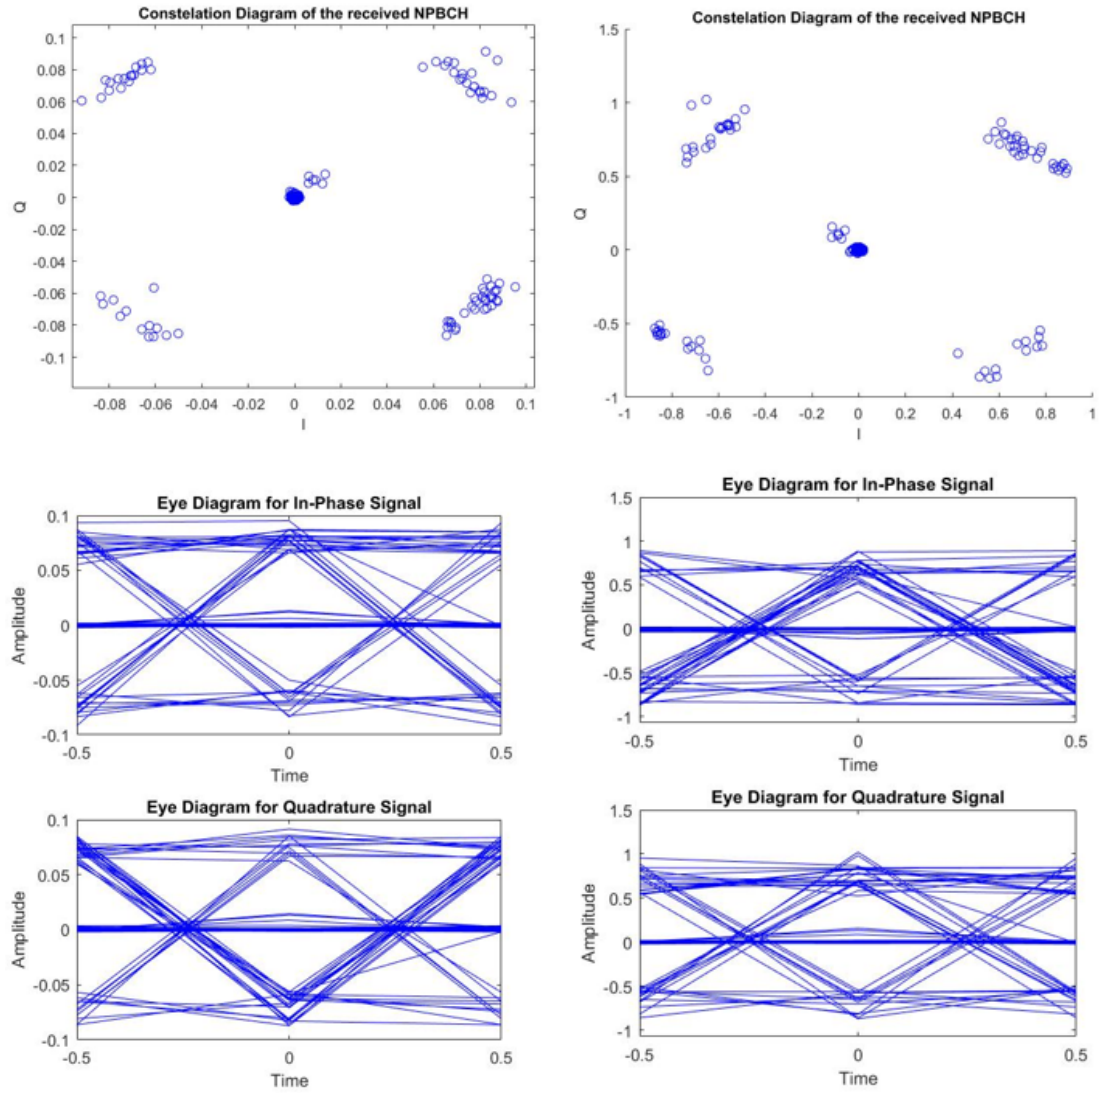 Constelation Diagram of the received NPBCH
0.1
0.08
0.06
0.04
0.02
0
-0.02
-0.04
-0.06
-0.08
-0.1
Q
-0.08 -0.06 -0.04 -0.02 0 0.02 0.04 0.06 0.08 0.1
I
Constelation Diagram of the received NPBCH
1.5
1
0.5
0
-0.5
-1
Q
-1 -0.8 -0.6 -0.4 -0.2 0 0.2 0.4 0.6 0.8 1
I
Eye Diagram for In-Phase Signal
0.1
0.05
0
-0.05
-0.1
Amplitude
-0.5 0 0.5
Time
Eye Diagram for In-Phase Signal
1.5
1
0.5
0
-0.5
-1
Amplitude
-0.5 0 0.5
Time
Eye Diagram for Quadrature Signal
0.1
0.05
0
-0.05
-0.1
Amplitude
-0.5 0 0.5
Time
Eye Diagram for Quadrature Signal
1.5
1
0.5
0
-0.5
-1
Amplitude
-0.5 0 0.5
Time